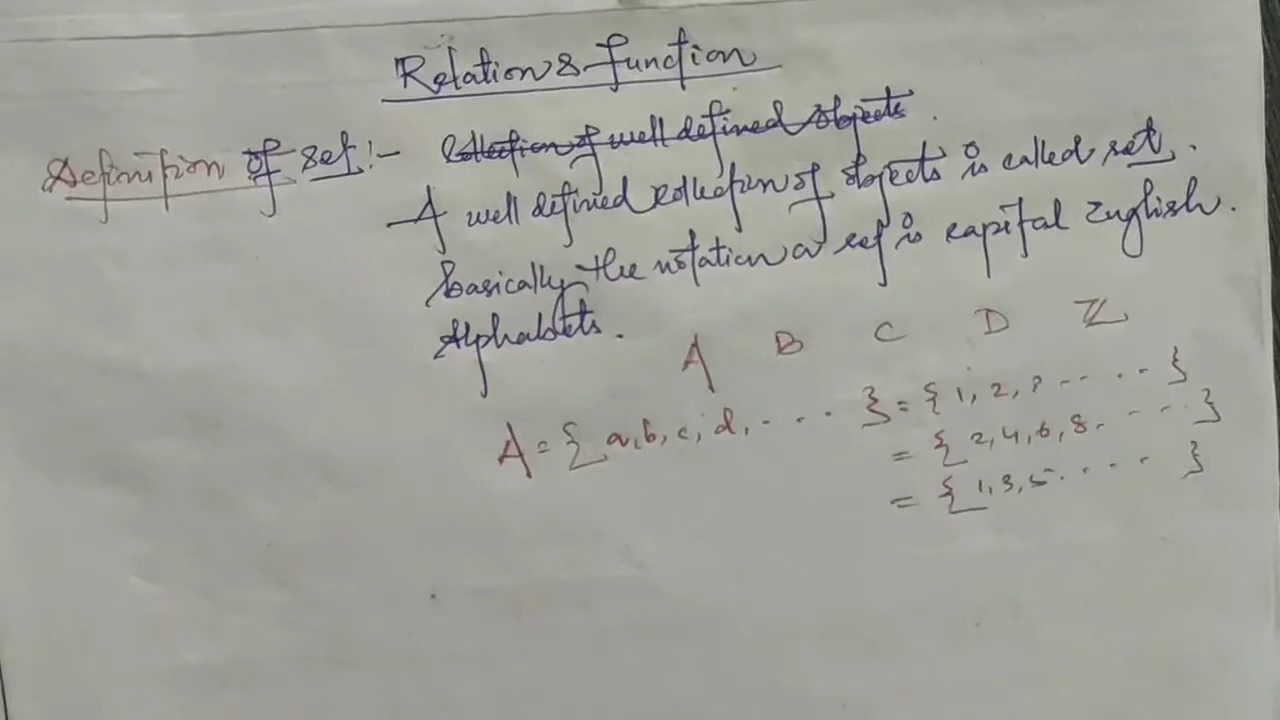 Relation & Function
Definition of set :- Collection of well defined objects.
A well defined collection of objects is called set.
basically the notation a set is capital English.
Alphabets.
A B C D Z
A = { a, b, c, d, . . . . } = { 1, 2, 3 - - . . . . }
= { 2, 4, 6, 8. - . . . . }
= { 1, 3, 5 . . . . . }